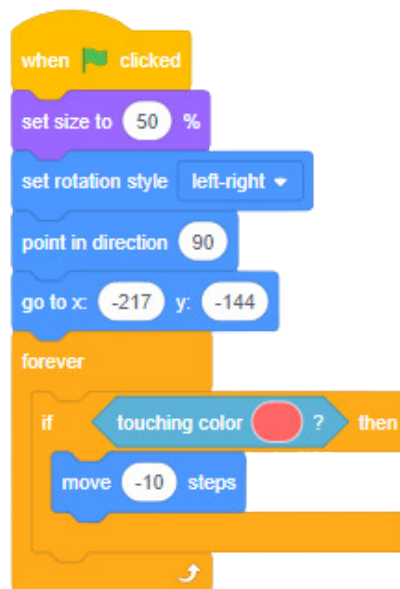 when clicked
set size to 50 %
set rotation style left-right
point in direction 90
go to x: -217 y: -144
forever
if touching color ? then
move -10 steps